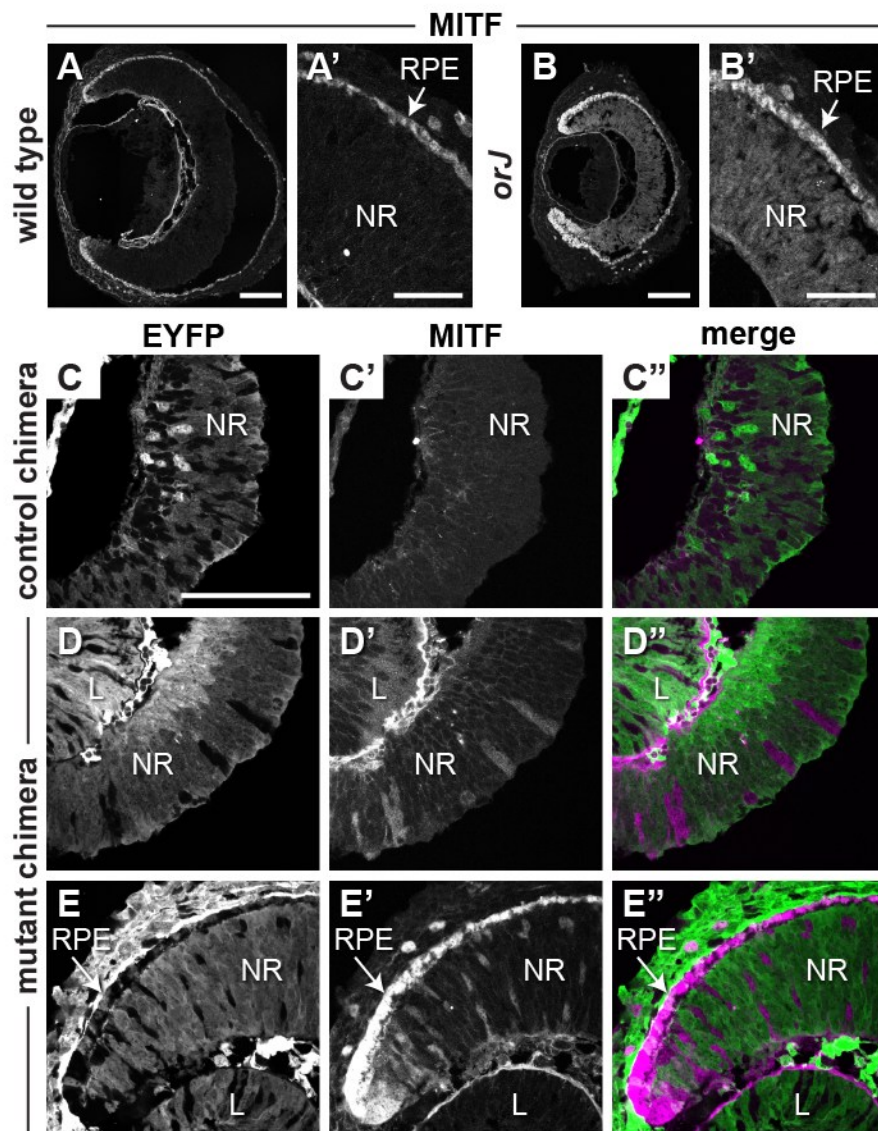 MITF
wild type
A
A'
RPE
NR
orJ
B
B'
RPE
NR
EYFP
MITF
merge
control chimera
C
NR
C'
NR
C"
NR
mutant chimera
D
L
NR
D'
L
NR
D"
L
NR
E
RPE
NR
L
E'
RPE
NR
L
E"
RPE
NR
L